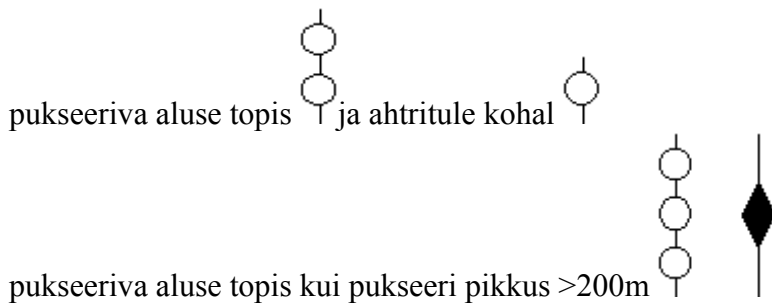 pukseeriva aluse topis ja ahtritule kohal
pukseeriva aluse topis kui pukseeri pikkus >200m